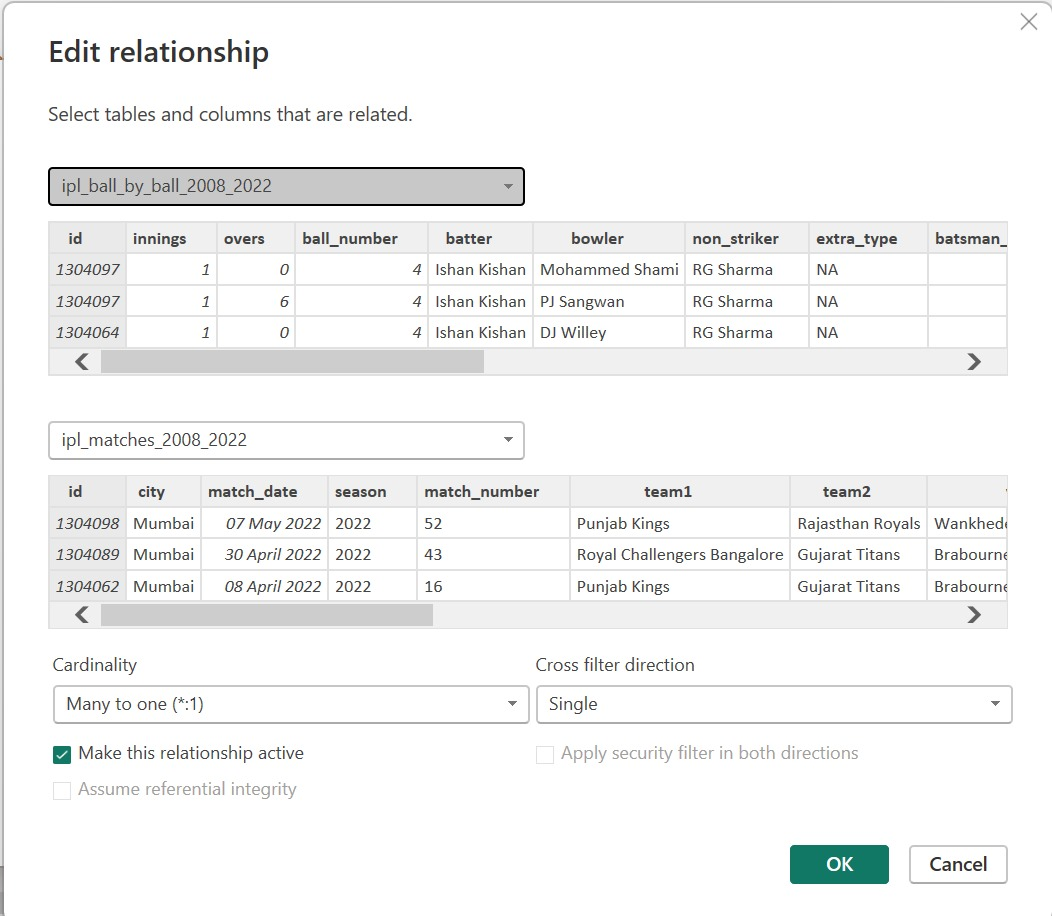 Edit relationship
Select tables and columns that are related.
ipl_ball_by_ball_2008_2022
id innings overs ball_number batter bowler non_striker extra_type batsman_
1304097 1 0 4 Ishan Kishan Mohammed Shami RG Sharma NA
1304097 1 6 4 Ishan Kishan PJ Sangwan RG Sharma NA
1304064 1 0 4 Ishan Kishan DJ Willey RG Sharma NA
ipl_matches_2008_2022
id city match_date season match_number team1 team2
1304098 Mumbai 07 May 2022 2022 52 Punjab Kings Rajasthan Royals Wankhede
1304089 Mumbai 30 April 2022 2022 43 Royal Challengers Bangalore Gujarat Titans Brabourne
1304062 Mumbai 08 April 2022 2022 16 Punjab Kings Gujarat Titans Brabourne
Cardinality Cross filter direction
Many to one (*:1) Single
Make this relationship active Apply security filter in both directions
Assume referential integrity
OK Cancel